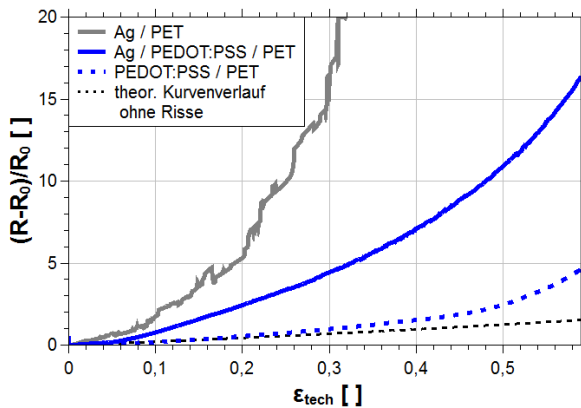 20
15
10
5
0
(R-R₀)/R₀ [ ]
Ag / PET
Ag / PEDOT:PSS / PET
PEDOT:PSS / PET
theor. Kurvenverlauf
ohne Risse
0
0,1
0,2
0,3
0,4
0,5
ε_tech [ ]